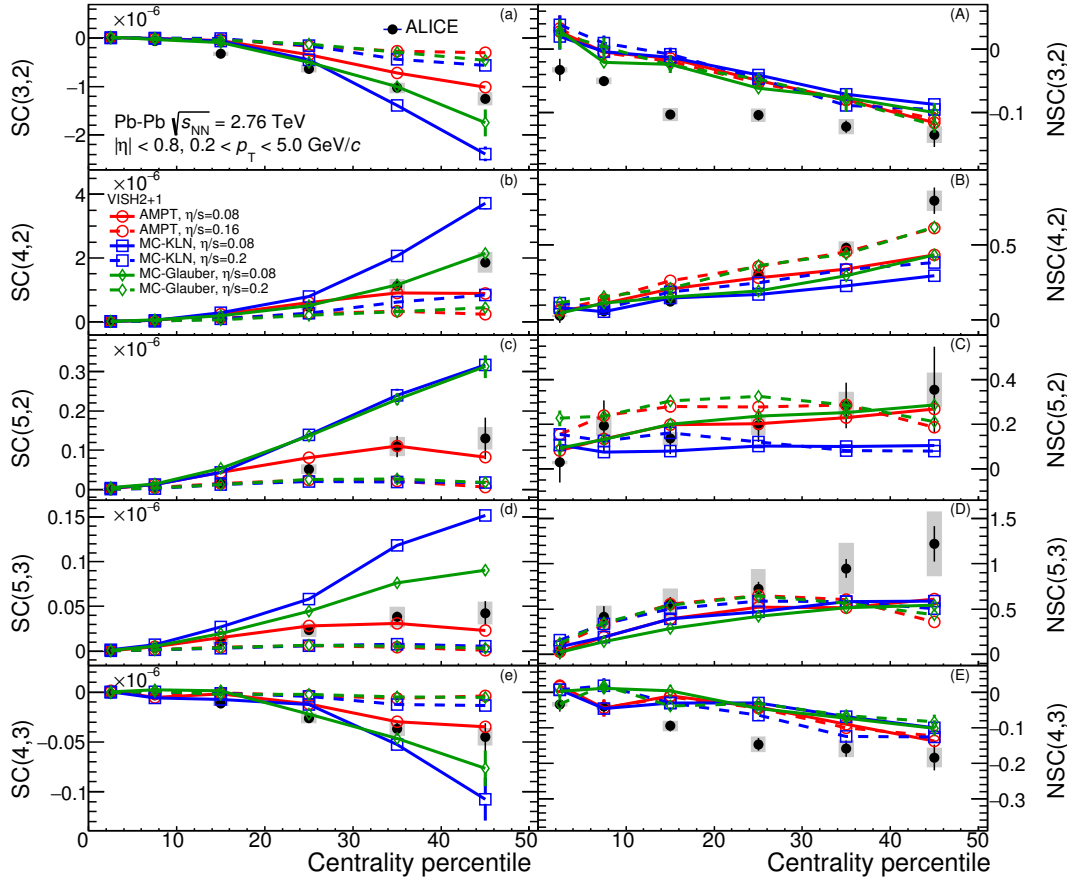 ×10⁻⁶
ALICE
(a)
(A)
0
−1
−2
SC(3,2)
Pb-Pb √s_NN = 2.76 TeV
|η| < 0.8, 0.2 < p_T < 5.0 GeV/c
0
−0.1
NSC(3,2)
×10⁻⁶
(b)
(B)
4
2
0
SC(4,2)
VISH2+1
AMPT, η/s=0.08
AMPT, η/s=0.16
MC-KLN, η/s=0.08
MC-KLN, η/s=0.2
MC-Glauber, η/s=0.08
MC-Glauber, η/s=0.2
0.5
0
NSC(4,2)
×10⁻⁶
(c)
(C)
0.3
0.2
0.1
0
SC(5,2)
0.4
0.2
0
NSC(5,2)
×10⁻⁶
(d)
(D)
0.15
0.1
0.05
0
SC(5,3)
1.5
1
0.5
0
NSC(5,3)
×10⁻⁶
(e)
(E)
0
−0.05
−0.1
SC(4,3)
0
−0.1
−0.2
−0.3
NSC(4,3)
0 10 20 30 40 50
10 20 30 40 50
Centrality percentile
Centrality percentile